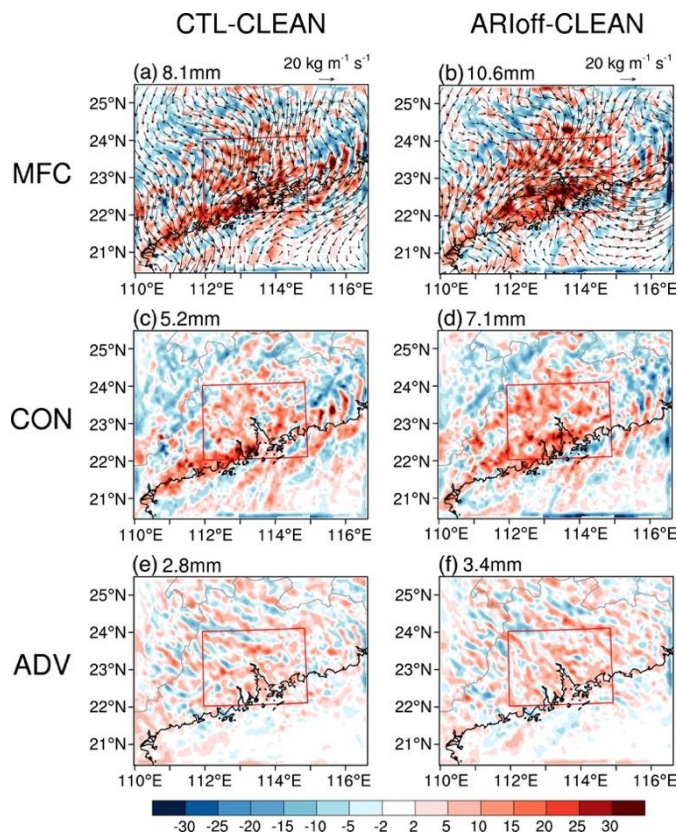 CTL-CLEAN ARIoff-CLEAN
(a) 8.1mm 20 kg m⁻¹ s⁻¹ (b) 10.6mm 20 kg m⁻¹ s⁻¹
MFC
25°N 25°N
24°N 24°N
23°N 23°N
22°N 22°N
21°N 21°N
110°E 112°E 114°E 116°E 110°E 112°E 114°E 116°E
(c) 5.2mm (d) 7.1mm
CON
25°N 25°N
24°N 24°N
23°N 23°N
22°N 22°N
21°N 21°N
110°E 112°E 114°E 116°E 110°E 112°E 114°E 116°E
(e) 2.8mm (f) 3.4mm
ADV
25°N 25°N
24°N 24°N
23°N 23°N
22°N 22°N
21°N 21°N
110°E 112°E 114°E 116°E 110°E 112°E 114°E 116°E
-30 -25 -20 -15 -10 -5 -2 2 5 10 15 20 25 30